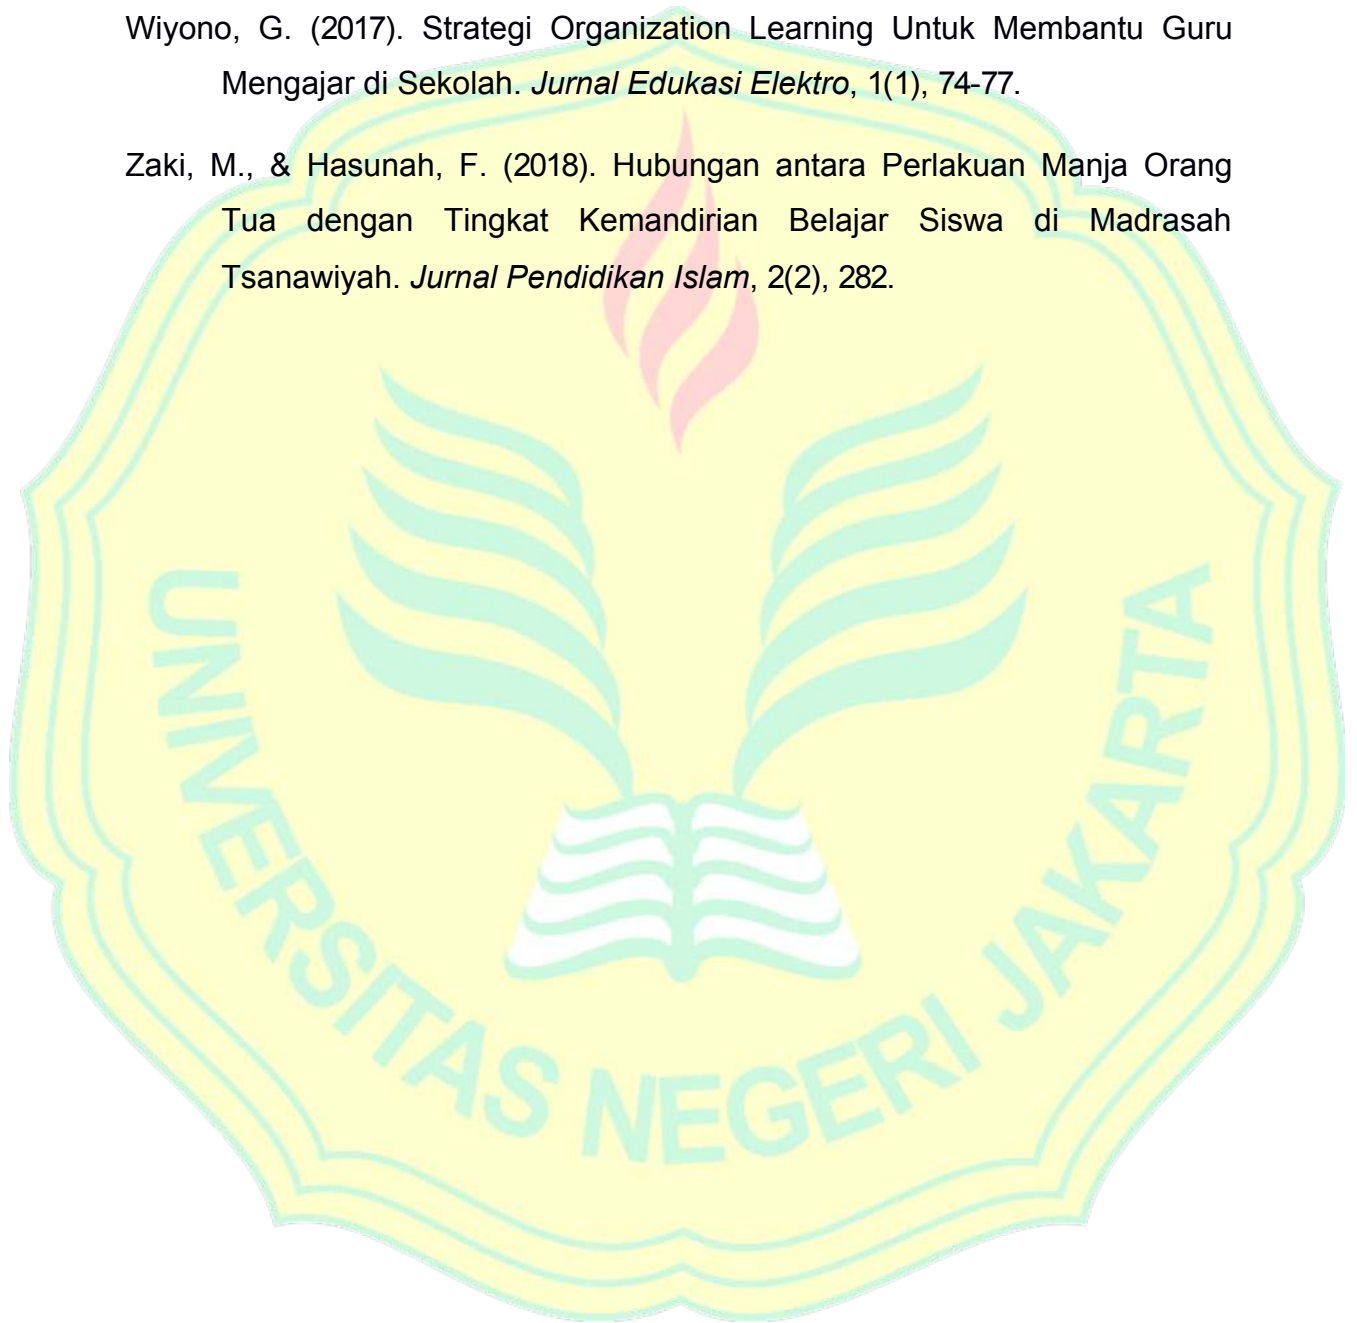 Wiyono, G. (2017). Strategi Organization Learning Untuk Membantu Guru
Mengajar di Sekolah. Jurnal Edukasi Elektro, 1(1), 74-77.
Zaki, M., & Hasunah, F. (2018). Hubungan antara Perlakuan Manja Orang
Tua dengan Tingkat Kemandirian Belajar Siswa di Madrasah
Tsanawiyah. Jurnal Pendidikan Islam, 2(2), 282.
UNIVERSITAS NEGERI JAKARTA